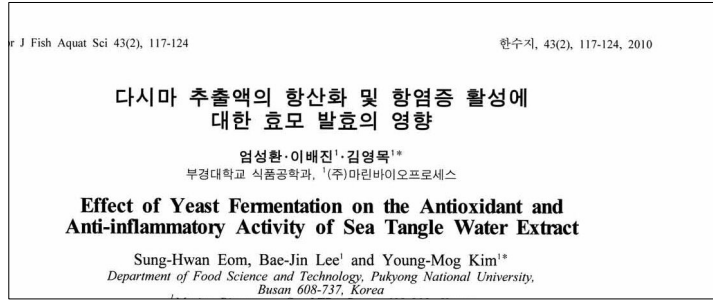 r J Fish Aquat Sci 43(2), 117-124
한수지, 43(2), 117-124, 2010
다시마 추출액의 항산화 및 항염증 활성에
대한 효모 발효의 영향
엄성환·이배진¹·김영목¹*
부경대학교 식품공학과, ¹(주)마린바이오프로세스
Effect of Yeast Fermentation on the Antioxidant and
Anti-inflammatory Activity of Sea Tangle Water Extract
Sung-Hwan Eom, Bae-Jin Lee¹ and Young-Mog Kim¹*
Department of Food Science and Technology, Pukyong National University,
Busan 608-737, Korea